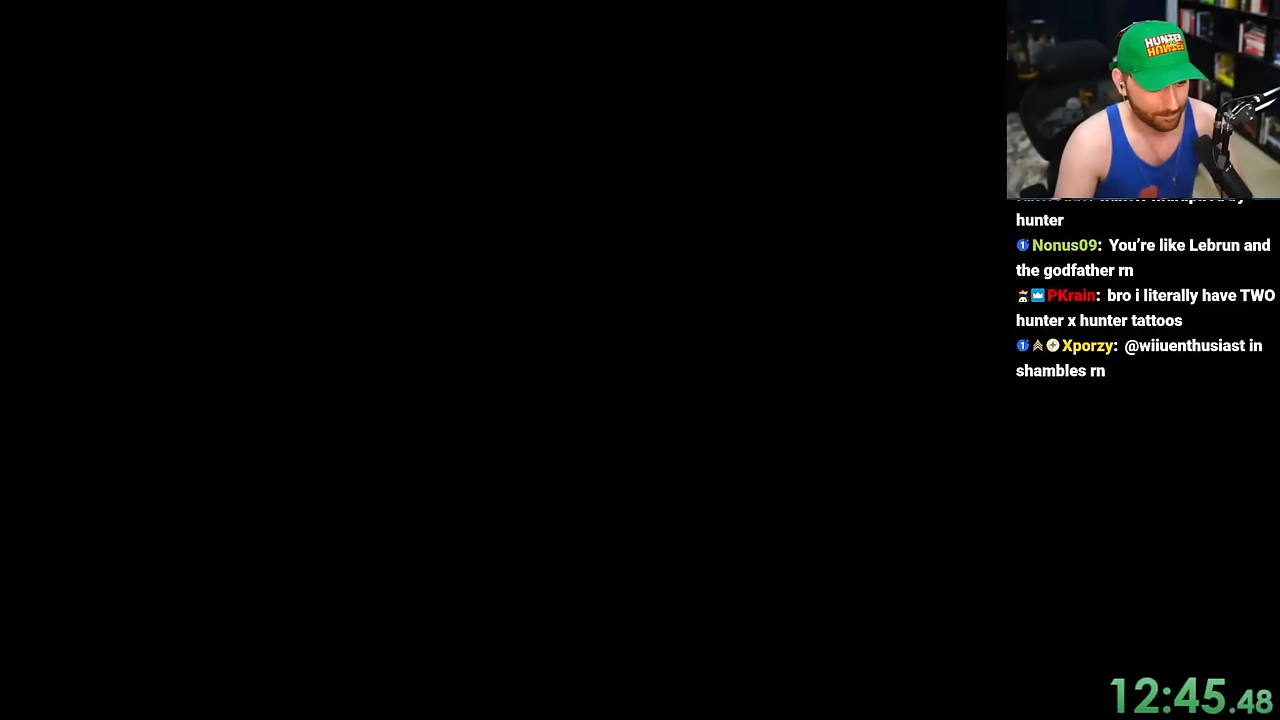 HUNTER
HUNTER
hunter
Nonus09: You’re like Lebrun and
the godfather rn
PKrain: bro i literally have TWO
hunter x hunter tattoos
Xporzy: @wiiuenthusiast in
shambles rn
12:45.48